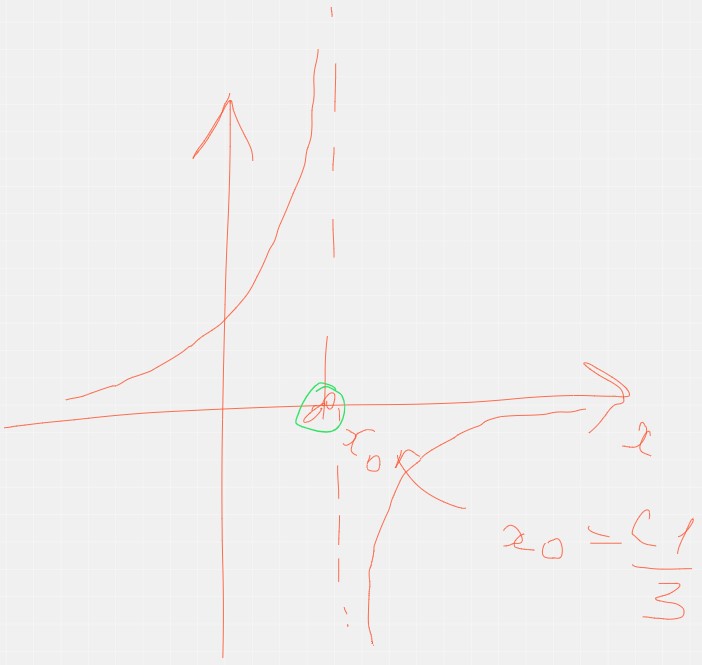 x
x₀
x₀ = C1/3